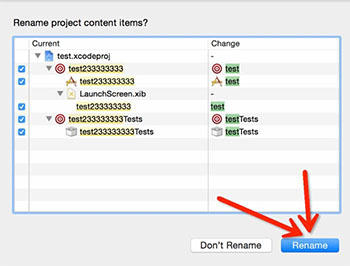 Rename project content items?
Current Change
test.xcodeproj -
test233333333 test
test233333333 test
LaunchScreen.xib -
test233333333 test
test233333333Tests testTests
test233333333Tests testTests
Don't Rename Rename